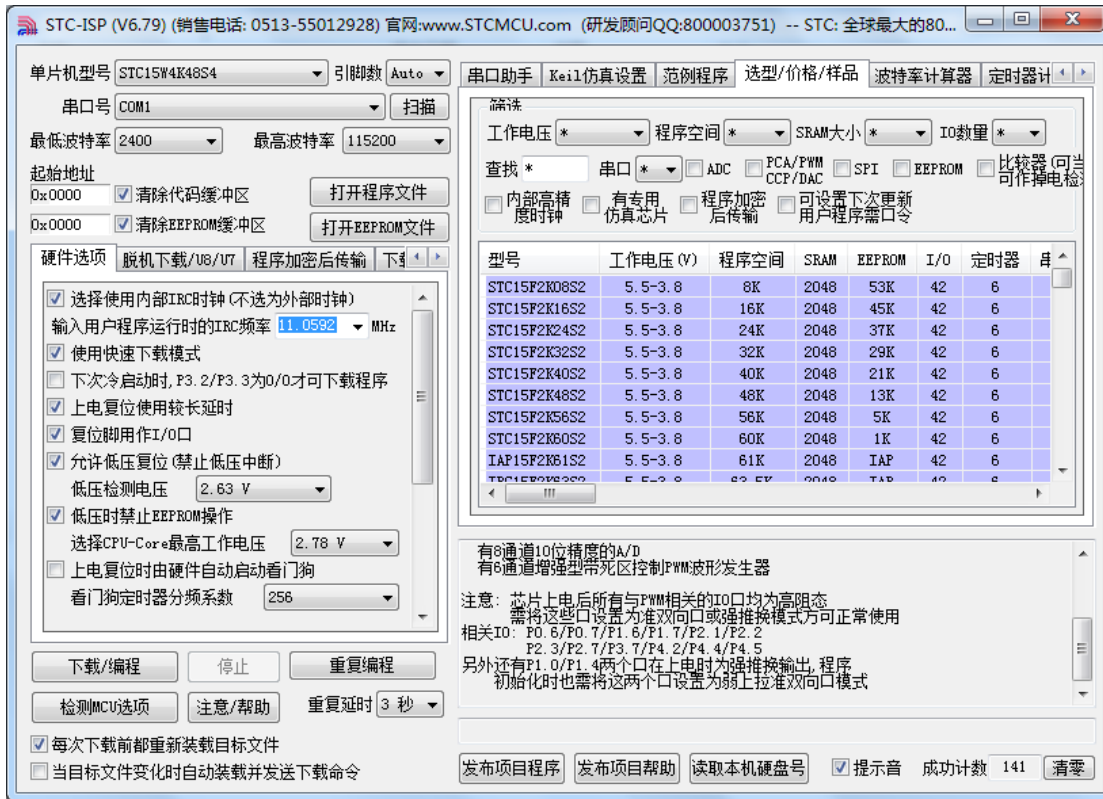 STC-ISP (V6.79) (销售电话: 0513-55012928) 官网:www.STCMCU.com (研发顾问QQ:800003751) -- STC: 全球最大的80...
单片机型号 STC15W4K48S4 引脚数 Auto
串口号 COM1 扫描
最低波特率 2400 最高波特率 115200
起始地址
0x0000 清除代码缓冲区 打开程序文件
0x0000 清除EEPROM缓冲区 打开EEPROM文件
硬件选项 脱机下载/U8/U7 程序加密后传输
选择使用内部IRC时钟(不选为外部时钟)
输入用户程序运行时的IRC频率 11.0592 MHz
使用快速下载模式
下次冷启动时,P3.2/P3.3为0/0才可下载程序
上电复位使用较长延时
复位脚用作I/O口
允许低压复位(禁止低压中断)
低压检测电压 2.63 V
低压时禁止EEPROM操作
选择CPU-Core最高工作电压 2.78 V
上电复位时由硬件自动启动看门狗
看门狗定时器分频系数 256
下载/编程 停止 重复编程
检测MCU选项 注意/帮助 重复延时 3 秒
每次下载前都重新装载目标文件
当目标文件变化时自动装载并发送下载命令
串口助手 Keil仿真设置 范例程序 选型/价格/样品 波特率计算器 定时器计
筛选
工作电压 * 程序空间 * SRAM大小 * IO数量 *
查找 * 串口 * ADC PCA/PWM CCP/DAC SPI EEPROM 比较器(可当 可作掉电检
内部高精度时钟 有专用仿真芯片 程序加密后传输 可设置下次更新用户程序需口令
型号 工作电压(V) 程序空间 SRAM EEPROM I/O 定时器
STC15F2K08S2 5.5-3.8 8K 2048 53K 42 6
STC15F2K16S2 5.5-3.8 16K 2048 45K 42 6
STC15F2K24S2 5.5-3.8 24K 2048 37K 42 6
STC15F2K32S2 5.5-3.8 32K 2048 29K 42 6
STC15F2K40S2 5.5-3.8 40K 2048 21K 42 6
STC15F2K48S2 5.5-3.8 48K 2048 13K 42 6
STC15F2K56S2 5.5-3.8 56K 2048 5K 42 6
STC15F2K60S2 5.5-3.8 60K 2048 1K 42 6
IAP15F2K61S2 5.5-3.8 61K 2048 IAP 42 6
有8通道10位精度的A/D
有6通道增强型带死区控制PWM波形发生器
注意: 芯片上电后所有与PWM相关的IO口均为高阻态
需将这些口设置为准双向口或强推挽模式方可正常使用
相关IO: P0.6/P0.7/P1.6/P1.7/P2.1/P2.2
P2.3/P2.7/P3.7/P4.2/P4.4/P4.5
另外还有P1.0/P1.4两个口在上电时为强推挽输出,程序
初始化时也需将这两个口设置为弱上拉准双向口模式
发布项目程序 发布项目帮助 读取本机硬盘号 提示音 成功计数 141 清零